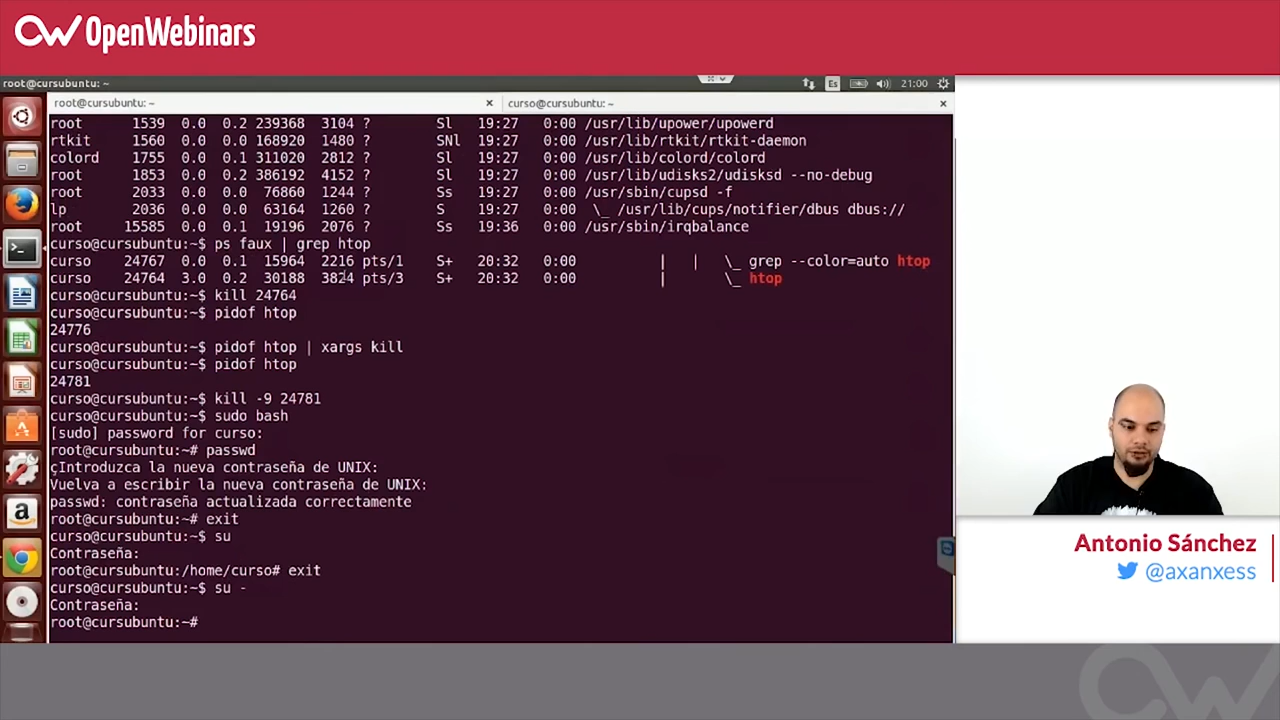 OpenWebinars
root@cursubuntu: ~
Es
21:00
root@cursubuntu: ~
curso@cursubuntu: ~
root 1539 0.0 0.2 239368 3104 ? Sl 19:27 0:00 /usr/lib/upower/upowerd
rtkit 1560 0.0 0.0 168920 1480 ? SNl 19:27 0:00 /usr/lib/rtkit/rtkit-daemon
colord 1755 0.0 0.1 311020 2812 ? Sl 19:27 0:00 /usr/lib/colord/colord
root 1853 0.0 0.2 386192 4152 ? Sl 19:27 0:00 /usr/lib/udisks2/udisksd --no-debug
root 2033 0.0 0.0 76860 1244 ? Ss 19:27 0:00 /usr/sbin/cupsd -f
lp 2036 0.0 0.0 63164 1260 ? S 19:27 0:00 \_ /usr/lib/cups/notifier/dbus dbus://
root 15585 0.0 0.1 19196 2076 ? Ss 19:36 0:00 /usr/sbin/irqbalance
curso@cursubuntu:~$ ps faux | grep htop
curso 24767 0.0 0.1 15964 2216 pts/1 S+ 20:32 0:00 | | \_ grep --color=auto htop
curso 24764 3.0 0.2 30188 3824 pts/3 S+ 20:32 0:00 | \_ htop
curso@cursubuntu:~$ kill 24764
curso@cursubuntu:~$ pidof htop
24776
curso@cursubuntu:~$ pidof htop | xargs kill
curso@cursubuntu:~$ pidof htop
24781
curso@cursubuntu:~$ kill -9 24781
curso@cursubuntu:~$ sudo bash
[sudo] password for curso:
root@cursubuntu:~# passwd
çIntroduzca la nueva contraseña de UNIX:
Vuelva a escribir la nueva contraseña de UNIX:
passwd: contraseña actualizada correctamente
root@cursubuntu:~# exit
curso@cursubuntu:~$ su
Contraseña:
root@cursubuntu:/home/curso# exit
curso@cursubuntu:~$ su -
Contraseña:
root@cursubuntu:~#
Antonio Sánchez
@axanxess